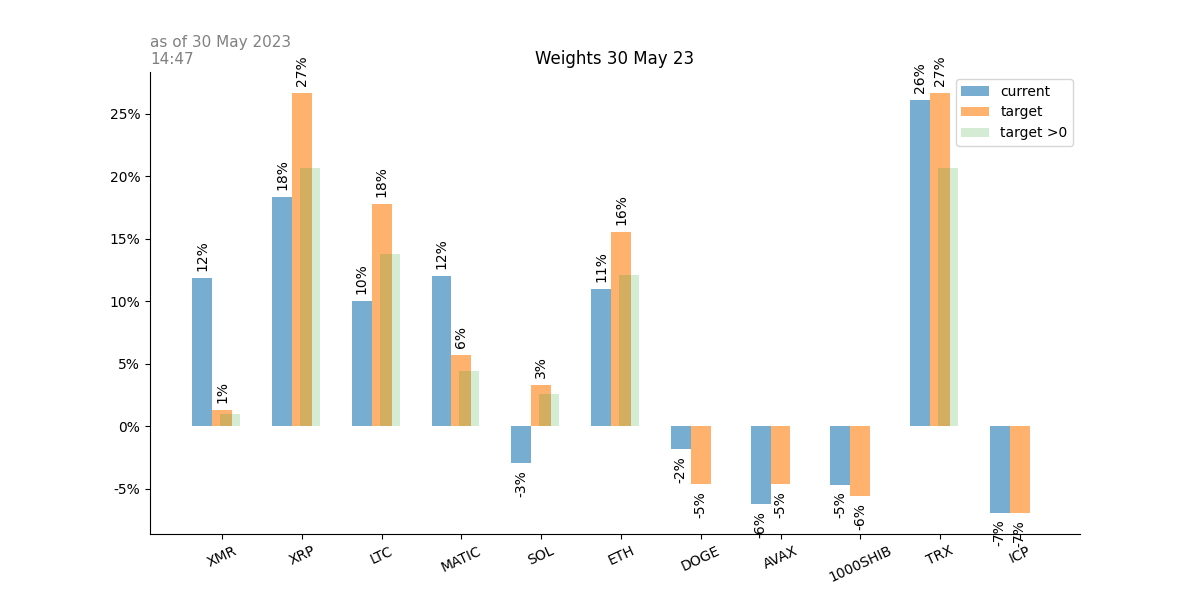 as of 30 May 2023
14:47
Weights 30 May 23
current
target
target >0
25%
20%
15%
10%
5%
0%
-5%
12%
1%
18%
27%
10%
18%
12%
6%
-3%
3%
11%
16%
-2%
-5%
-6%
-5%
-5%
-6%
26%
27%
-7%
-7%
XMR
XRP
LTC
MATIC
SOL
ETH
DOGE
AVAX
1000SHIB
TRX
ICP